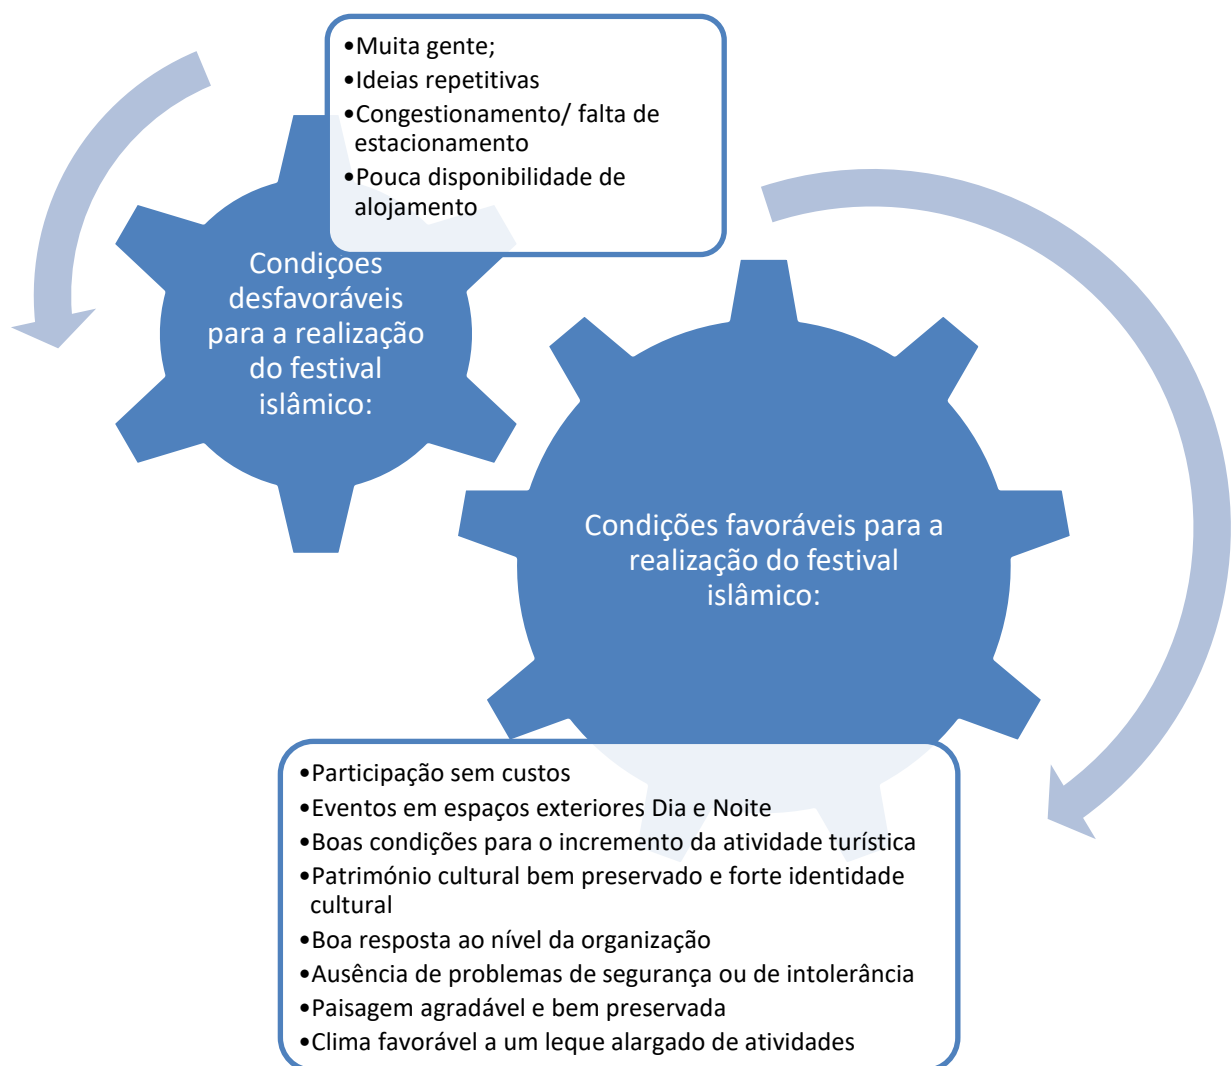 •Muita gente;
•Ideias repetitivas
•Congestionamento/ falta de
estacionamento
•Pouca disponibilidade de
alojamento
Condiçoes
desfavoráveis
para a realização
do festival
islâmico:
Condições favoráveis para a
realização do festival
islâmico:
•Participação sem custos
•Eventos em espaços exteriores Dia e Noite
•Boas condições para o incremento da atividade turística
•Património cultural bem preservado e forte identidade
cultural
•Boa resposta ao nível da organização
•Ausência de problemas de segurança ou de intolerância
•Paisagem agradável e bem preservada
•Clima favorável a um leque alargado de atividades